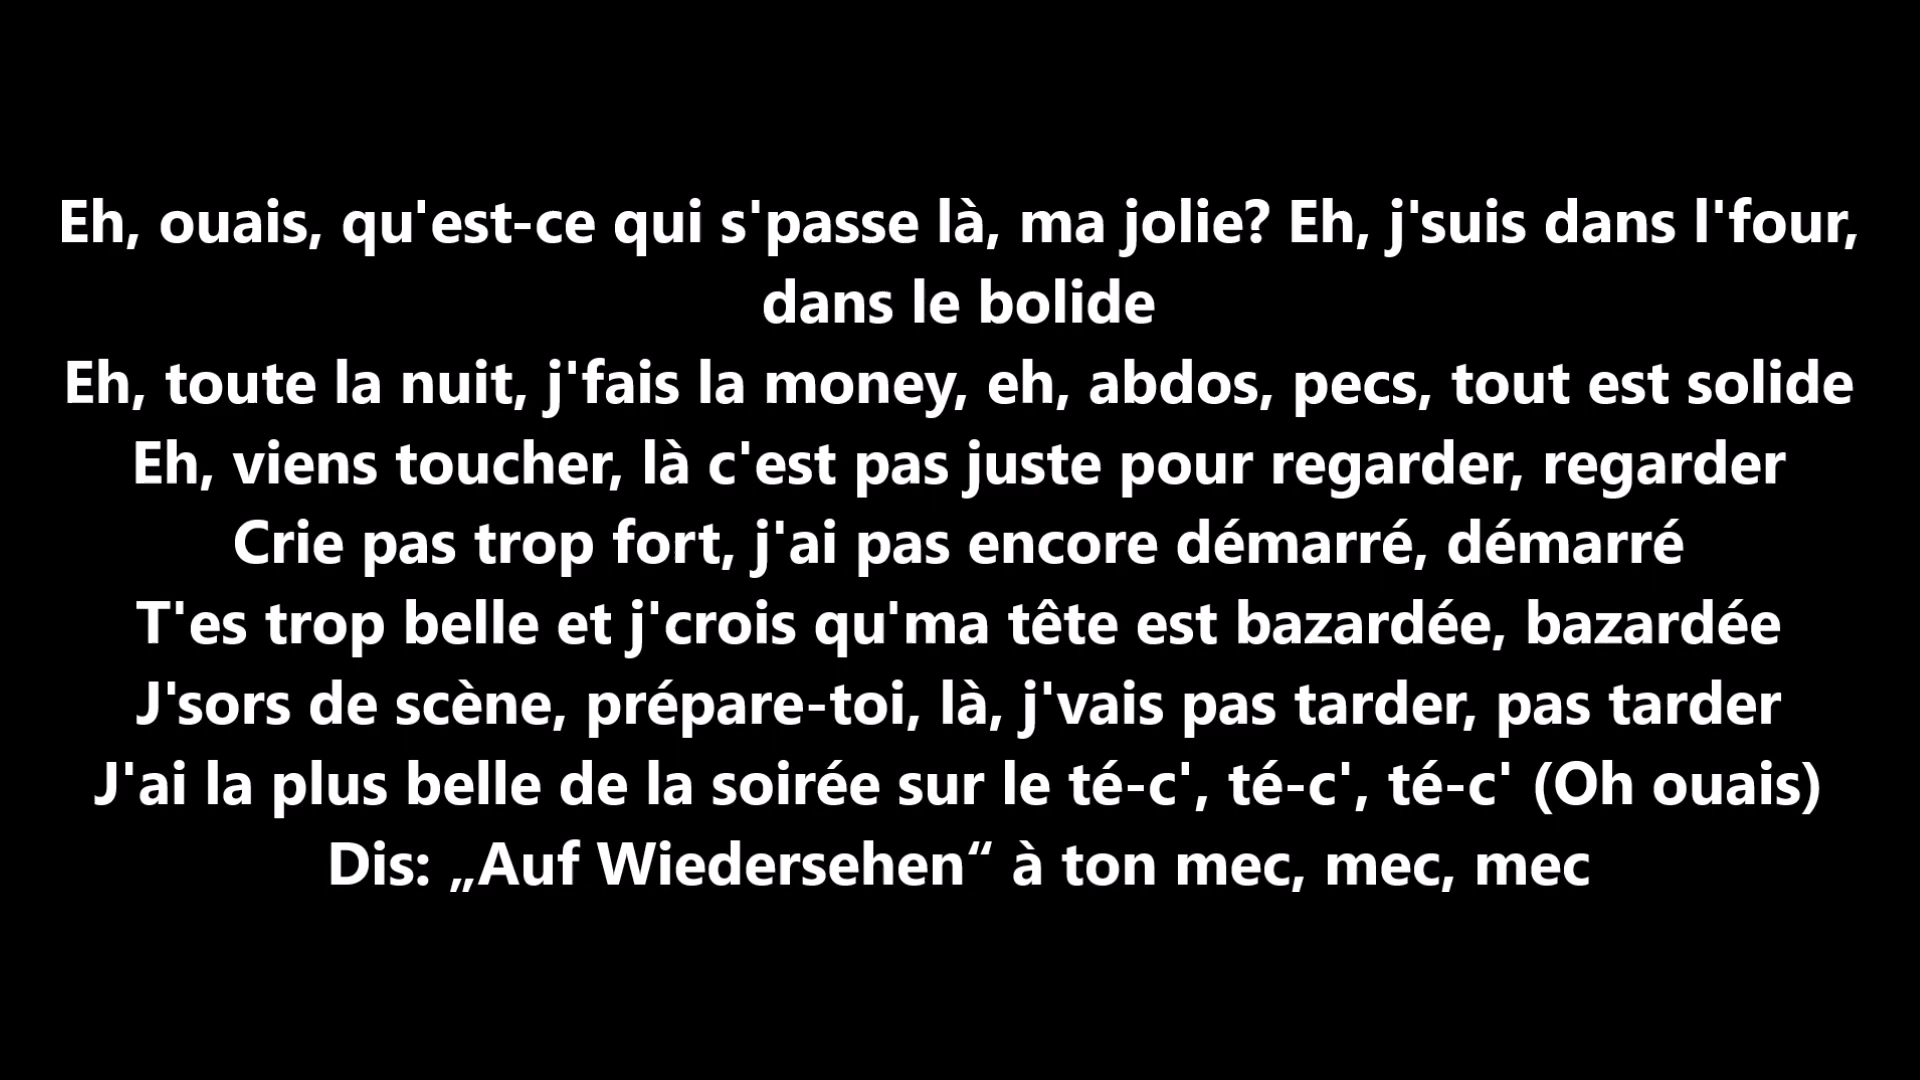 Eh, ouais, qu'est-ce qui s'passe là, ma jolie? Eh, j'suis dans l'four,
dans le bolide
Eh, toute la nuit, j'fais la money, eh, abdos, pecs, tout est solide
Eh, viens toucher, là c'est pas juste pour regarder, regarder
Crie pas trop fort, j'ai pas encore démarré, démarré
T'es trop belle et j'crois qu'ma tête est bazardée, bazardée
J'sors de scène, prépare-toi, là, j'vais pas tarder, pas tarder
J'ai la plus belle de la soirée sur le té-c', té-c', té-c' (Oh ouais)
Dis: „Auf Wiedersehen“ à ton mec, mec, mec